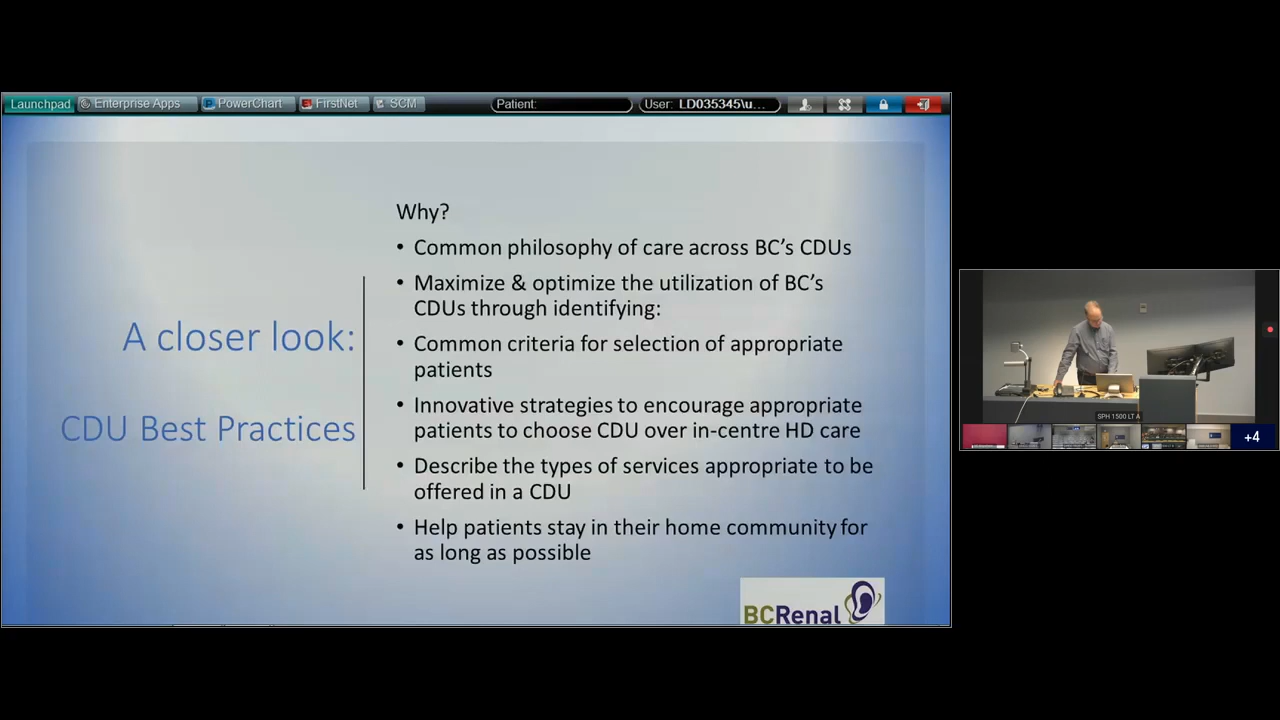 Launchpad Enterprise Apps PowerChart FirstNet SCM Patient: User: LD035345\u...
A closer look:
CDU Best Practices
Why?
• Common philosophy of care across BC's CDUs
• Maximize & optimize the utilization of BC's
CDUs through identifying:
• Common criteria for selection of appropriate
patients
• Innovative strategies to encourage appropriate
patients to choose CDU over in-centre HD care
• Describe the types of services appropriate to be
offered in a CDU
• Help patients stay in their home community for
as long as possible
BCRenal
SPH 1500 LT A
+4